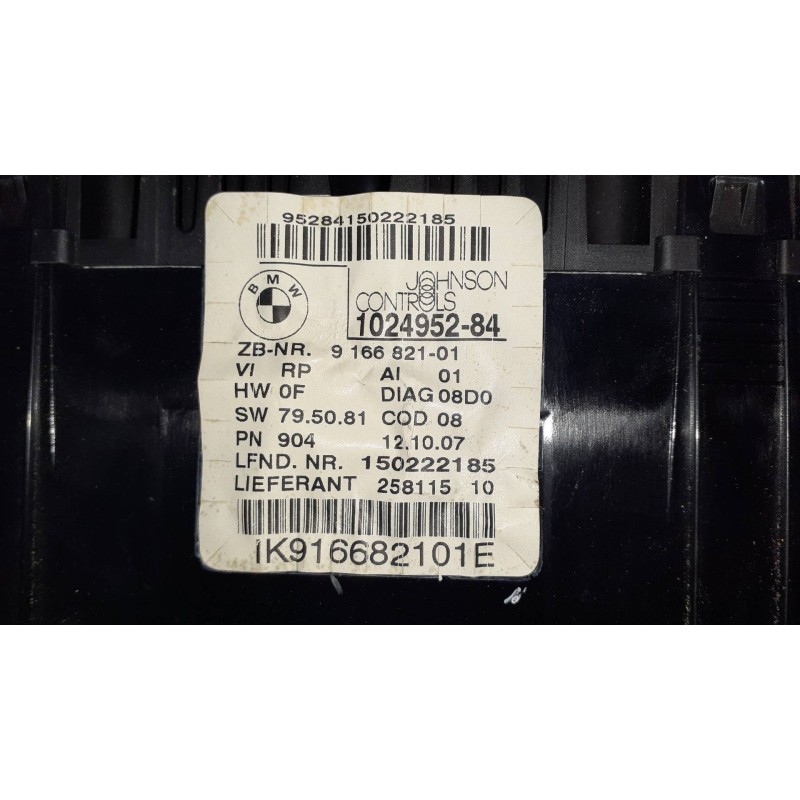 95284150222185
BMW
JOHNSON
CONTROLS
1024952-84
ZB-NR. 9 166 821-01
VI RP AI 01
HW 0F DIAG 08D0
SW 79.50.81 COD 08
PN 904 12.10.07
LFND. NR. 150222185
LIEFERANT 258115 10
IK916682101E